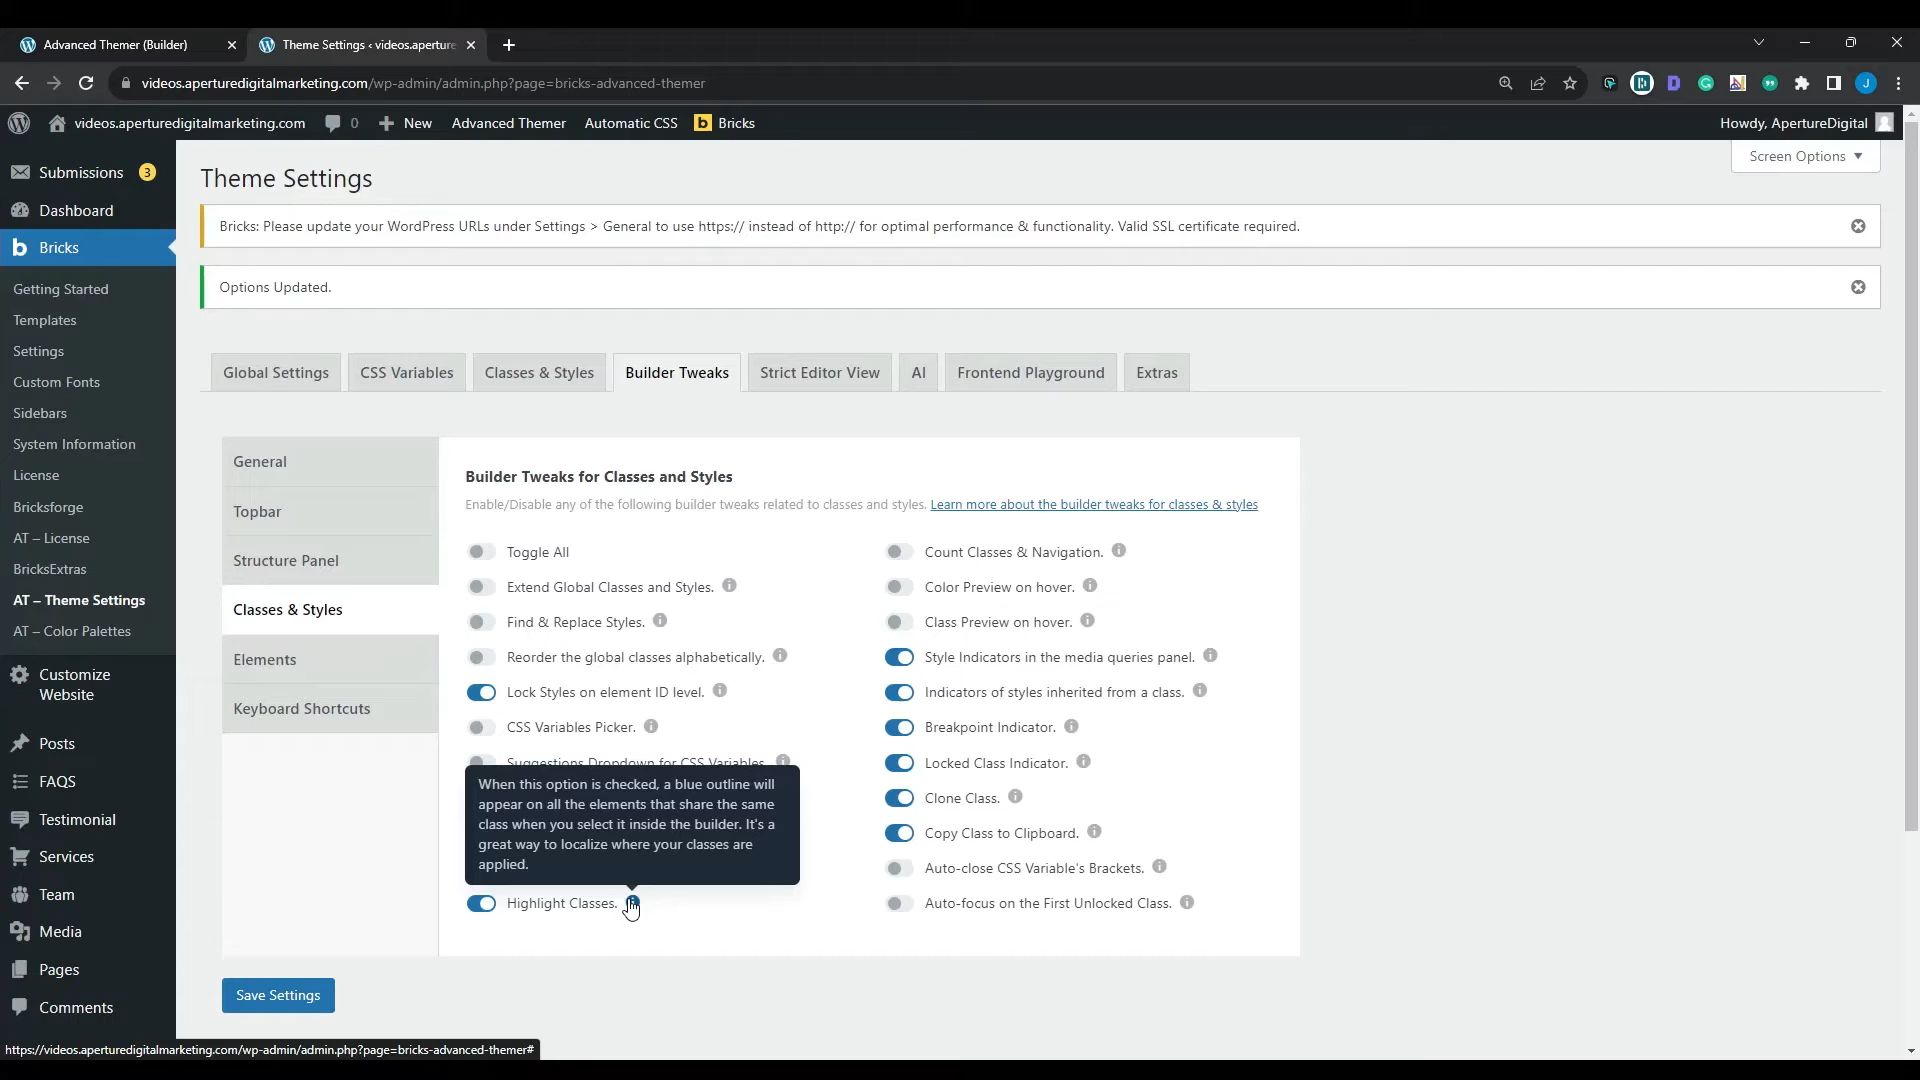 Advanced Themer (Builder)
Theme Settings ‹ videos.aperture
videos.aperturedigitalmarketing.com/wp-admin/admin.php?page=bricks-advanced-themer
videos.aperturedigitalmarketing.com
0
New
Advanced Themer
Automatic CSS
b Bricks
Howdy, ApertureDigital
Submissions 3
Dashboard
b Bricks
Getting Started
Templates
Settings
Custom Fonts
Sidebars
System Information
License
Bricksforge
AT – License
BricksExtras
AT – Theme Settings
AT – Color Palettes
Customize
Website
Posts
FAQS
Testimonial
Services
Team
Media
Pages
Comments
Screen Options
Theme Settings
Bricks: Please update your WordPress URLs under Settings > General to use https:// instead of http:// for optimal performance & functionality. Valid SSL certificate required.
Options Updated.
Global Settings
CSS Variables
Classes & Styles
Builder Tweaks
Strict Editor View
AI
Frontend Playground
Extras
General
Topbar
Structure Panel
Classes & Styles
Elements
Keyboard Shortcuts
Builder Tweaks for Classes and Styles
Enable/Disable any of the following builder tweaks related to classes and styles. Learn more about the builder tweaks for classes & styles
Toggle All
Extend Global Classes and Styles.
Find & Replace Styles.
Reorder the global classes alphabetically.
Lock Styles on element ID level.
CSS Variables Picker.
Suggestions Dropdown for CSS Variables
When this option is checked, a blue outline will
appear on all the elements that share the same
class when you select it inside the builder. It's a
great way to localize where your classes are
applied.
Highlight Classes.
Count Classes & Navigation.
Color Preview on hover.
Class Preview on hover.
Style Indicators in the media queries panel.
Indicators of styles inherited from a class.
Breakpoint Indicator.
Locked Class Indicator.
Clone Class.
Copy Class to Clipboard.
Auto-close CSS Variable's Brackets.
Auto-focus on the First Unlocked Class.
Save Settings
https://videos.aperturedigitalmarketing.com/wp-admin/admin.php?page=bricks-advanced-themer#